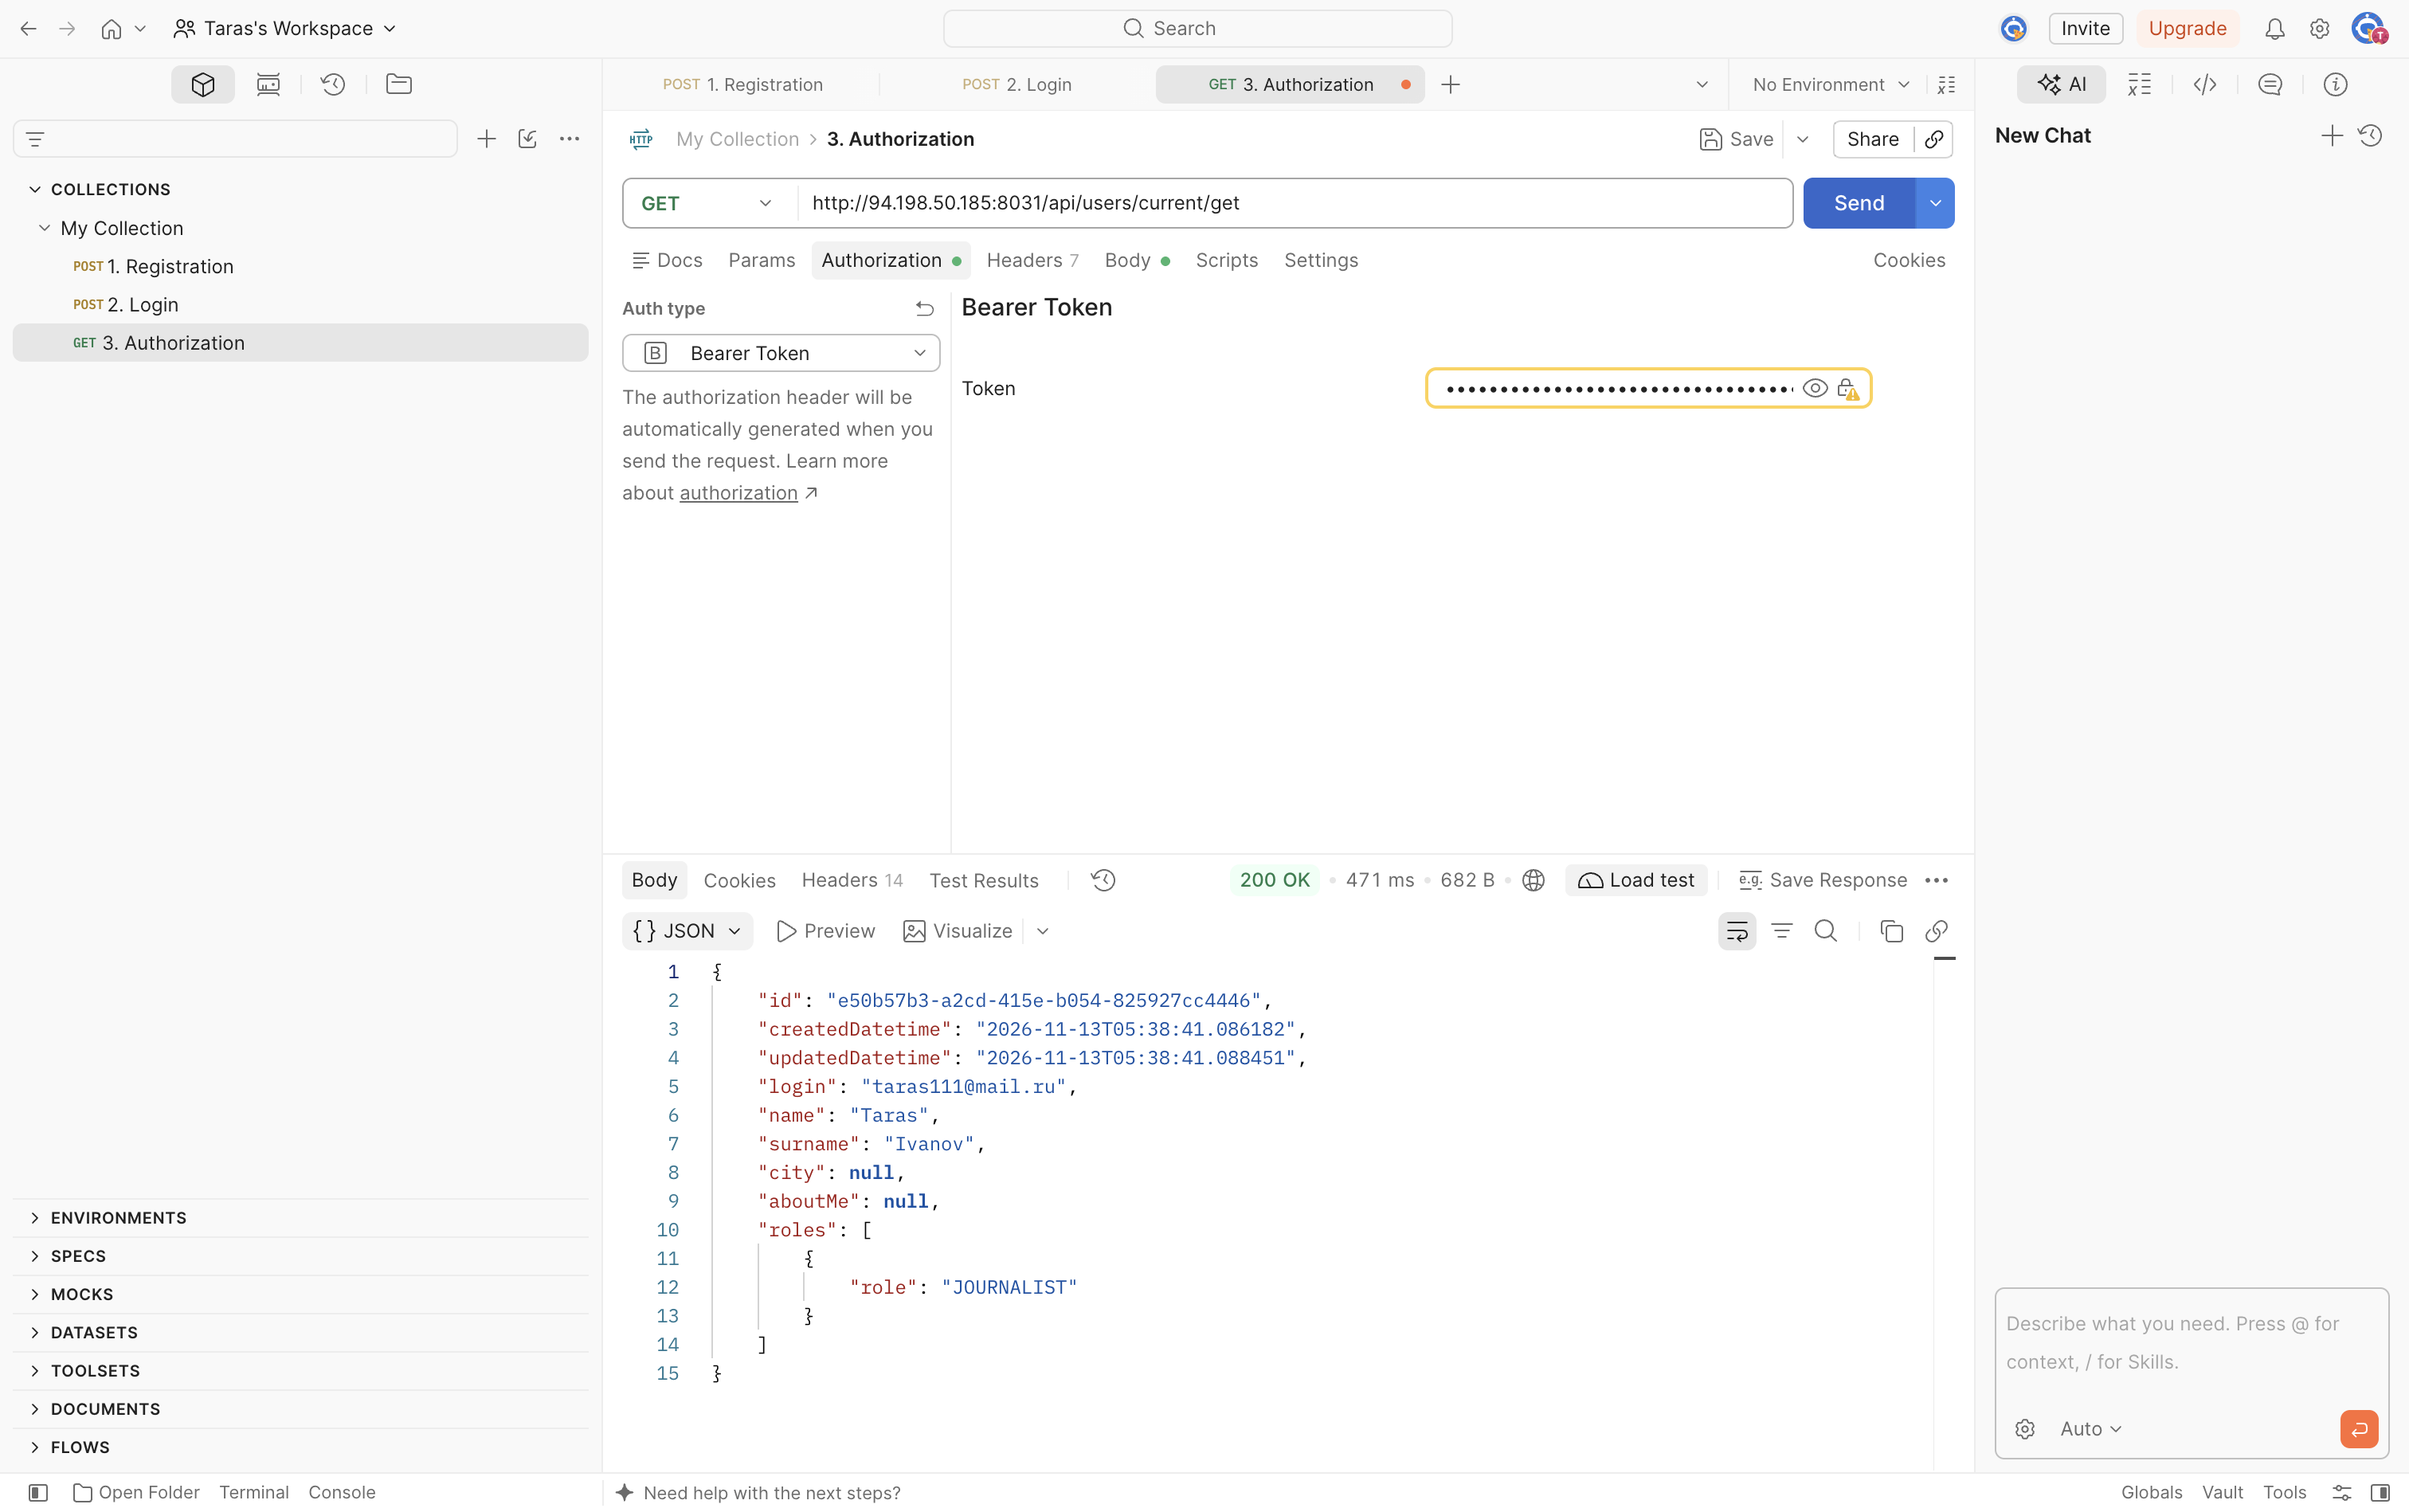 Taras's Workspace
Search
Invite
Upgrade
T
POST 1. Registration
POST 2. Login
GET 3. Authorization
No Environment
AI
HTTP
My Collection > 3. Authorization
Save
Share
New Chat
COLLECTIONS
My Collection
POST 1. Registration
POST 2. Login
GET 3. Authorization
GET
http://94.198.50.185:8031/api/users/current/get
Send
Docs
Params
Authorization
Headers 7
Body
Scripts
Settings
Cookies
Auth type
B Bearer Token
The authorization header will be
automatically generated when you
send the request. Learn more
about authorization ↗
Bearer Token
Token
ENVIRONMENTS
SPECS
MOCKS
DATASETS
TOOLSETS
DOCUMENTS
FLOWS
Body
Cookies
Headers 14
Test Results
200 OK • 471 ms • 682 B
Load test
e.g. Save Response
{} JSON
Preview
Visualize
1 {
2 "id": "e50b57b3-a2cd-415e-b054-825927cc4446",
3 "createdDatetime": "2026-11-13T05:38:41.086182",
4 "updatedDatetime": "2026-11-13T05:38:41.088451",
5 "login": "taras111@mail.ru",
6 "name": "Taras",
7 "surname": "Ivanov",
8 "city": null,
9 "aboutMe": null,
10 "roles": [
11 {
12 "role": "JOURNALIST"
13 }
14 ]
15 }
Describe what you need. Press @ for
context, / for Skills.
Auto
Open Folder
Terminal
Console
Need help with the next steps?
Globals
Vault
Tools